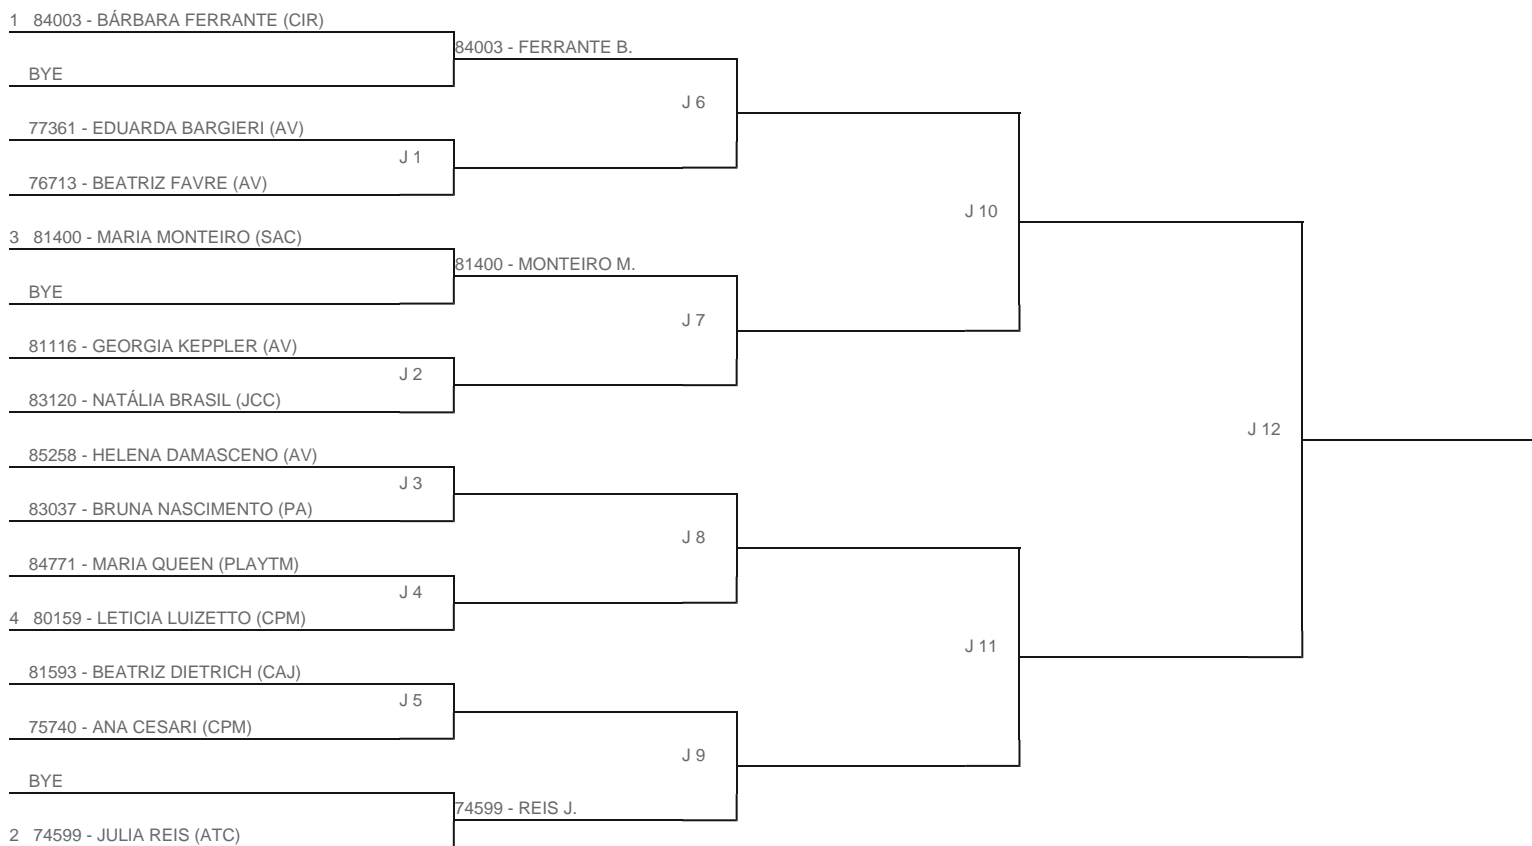 1 84003 - BÁRBARA FERRANTE (CIR)
84003 - FERRANTE B.
BYE
J 6
77361 - EDUARDA BARGIERI (AV)
J 1
76713 - BEATRIZ FAVRE (AV)
J 10
3 81400 - MARIA MONTEIRO (SAC)
81400 - MONTEIRO M.
BYE
J 7
81116 - GEORGIA KEPPLER (AV)
J 2
83120 - NATÁLIA BRASIL (JCC)
J 12
85258 - HELENA DAMASCENO (AV)
J 3
83037 - BRUNA NASCIMENTO (PA)
J 8
84771 - MARIA QUEEN (PLAYTM)
J 4
4 80159 - LETICIA LUIZETTO (CPM)
J 11
81593 - BEATRIZ DIETRICH (CAJ)
J 5
75740 - ANA CESARI (CPM)
J 9
BYE
74599 - REIS J.
2 74599 - JULIA REIS (ATC)